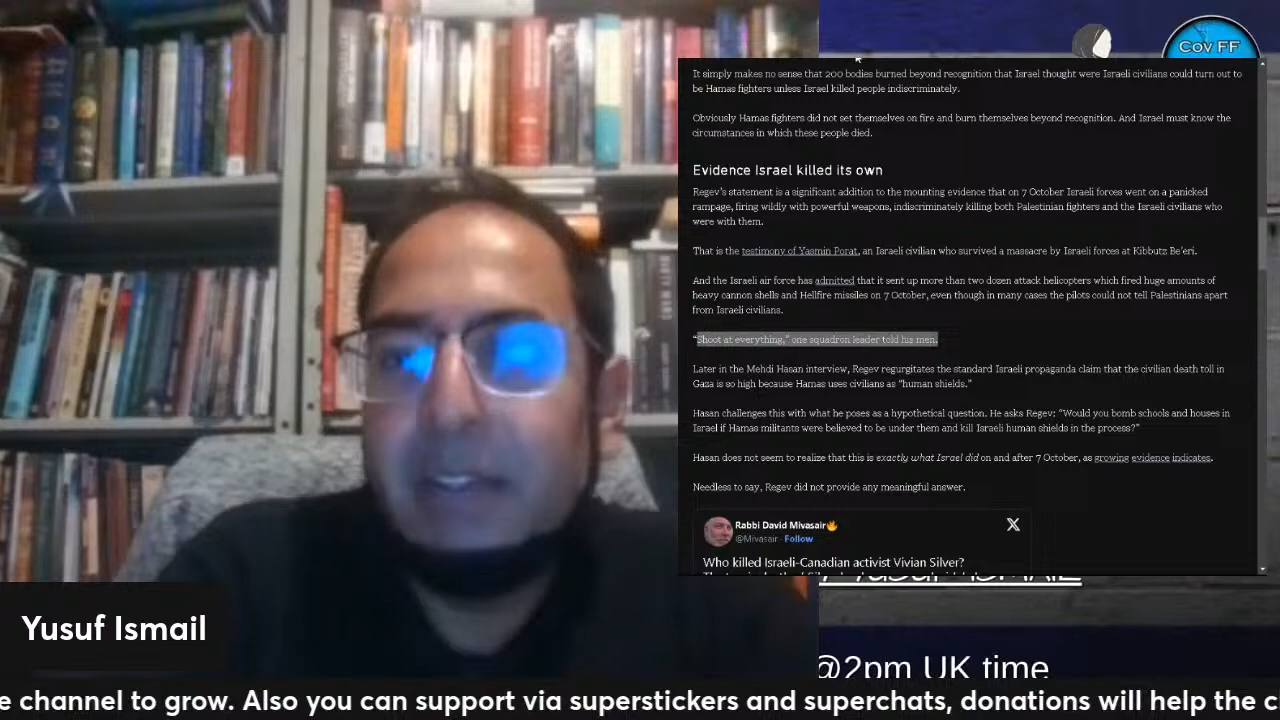 Cov FF
It simply makes no sense that 200 bodies burned beyond recognition that Israel thought were Israeli civilians could turn out to
be Hamas fighters unless Israel killed people indiscriminately.
Obviously Hamas fighters did not set themselves on fire and burn themselves beyond recognition. And Israel must know the
circumstances in which these people died.
Evidence Israel killed its own
Regev's statement is a significant addition to the mounting evidence that on 7 October Israeli forces went on a panicked
rampage, firing wildly with powerful weapons, indiscriminately killing both Palestinian fighters and the Israeli civilians who
were with them.
That is the testimony of Yasmin Porat, an Israeli civilian who survived a massacre by Israeli forces at Kibbutz Be'eri.
And the Israeli air force has admitted that it sent up more than two dozen attack helicopters which fired huge amounts of
heavy cannon shells and Hellfire missiles on 7 October, even though in many cases the pilots could not tell Palestinians apart
from Israeli civilians.
“Shoot at everything,” one squadron leader told his men.
Later in the Mehdi Hasan interview, Regev regurgitates the standard Israeli propaganda claim that the civilian death toll in
Gaza is so high because Hamas uses civilians as “human shields.”
Hasan challenges this with what he poses as a hypothetical question. He asks Regev: “Would you bomb schools and houses in
Israel if Hamas militants were believed to be under them and kill Israeli human shields in the process?”
Hasan does not seem to realize that this is exactly what Israel did on and after 7 October, as growing evidence indicates.
Needless to say, Regev did not provide any meaningful answer.
Rabbi David Mivasair🔥
@Mivasair · Follow
X
Who killed Israeli-Canadian activist Vivian Silver?
Yusuf Ismail
@2pm UK time
e channel to grow. Also you can support via superstickers and superchats, donations will help the c